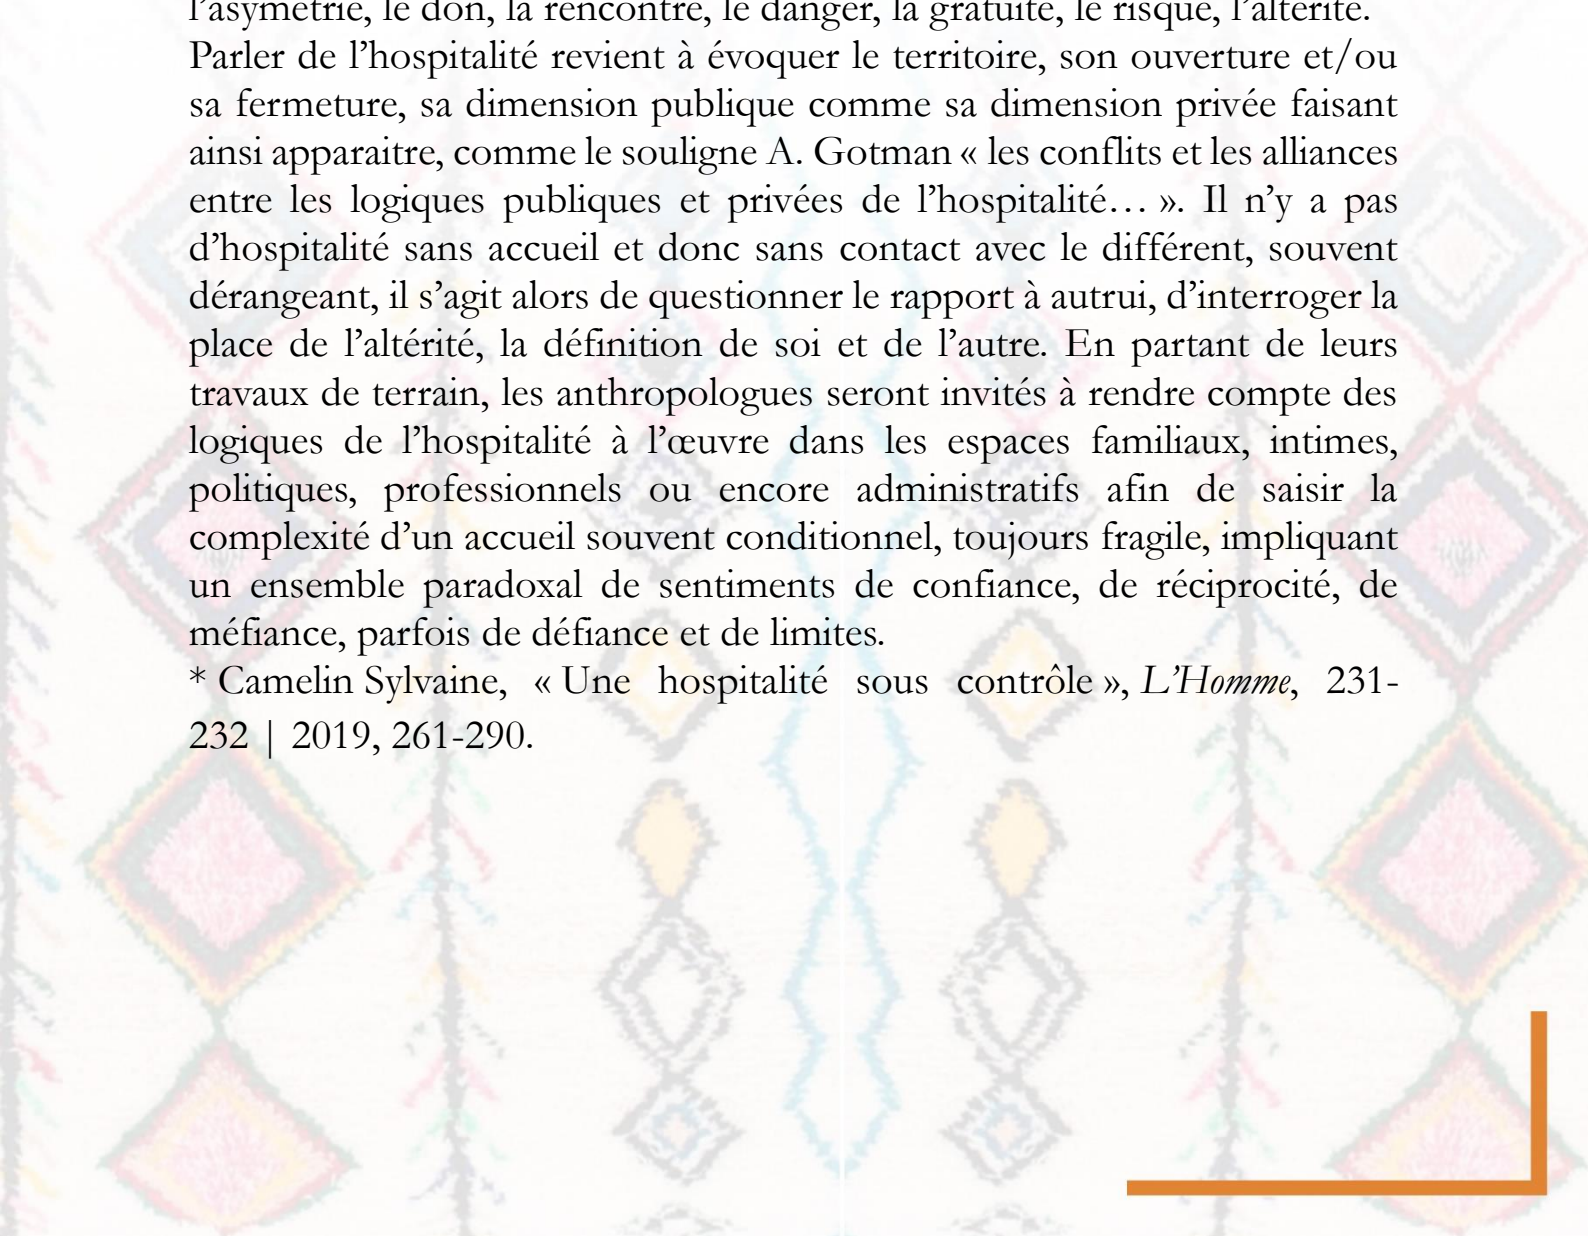 l’asymétrie, le don, la rencontre, le danger, la gratuité, le risque, l’altérité.
Parler de l’hospitalité revient à évoquer le territoire, son ouverture et/ou
sa fermeture, sa dimension publique comme sa dimension privée faisant
ainsi apparaitre, comme le souligne A. Gotman « les conflits et les alliances
entre les logiques publiques et privées de l’hospitalité… ». Il n’y a pas
d’hospitalité sans accueil et donc sans contact avec le différent, souvent
dérangeant, il s’agit alors de questionner le rapport à autrui, d’interroger la
place de l’altérité, la définition de soi et de l’autre. En partant de leurs
travaux de terrain, les anthropologues seront invités à rendre compte des
logiques de l’hospitalité à l’œuvre dans les espaces familiaux, intimes,
politiques, professionnels ou encore administratifs afin de saisir la
complexité d’un accueil souvent conditionnel, toujours fragile, impliquant
un ensemble paradoxal de sentiments de confiance, de réciprocité, de
méfiance, parfois de défiance et de limites.
* Camelin Sylvaine, « Une hospitalité sous contrôle », L’Homme, 231-
232 | 2019, 261-290.